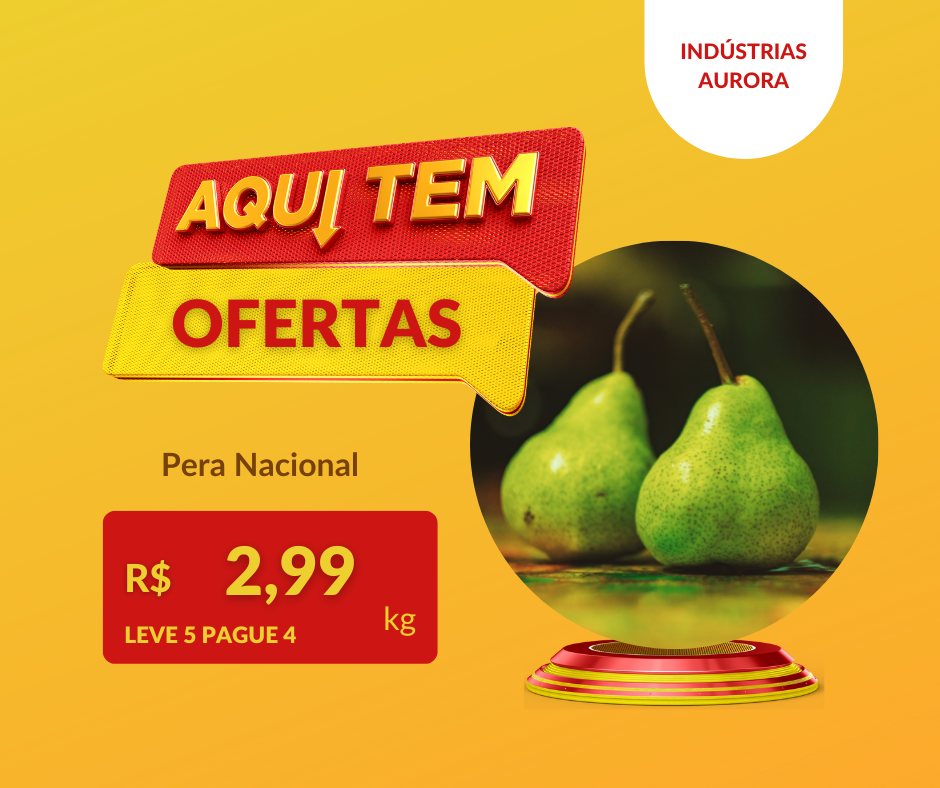 INDÚSTRIAS
AURORA
AQUI TEM
OFERTAS
Pera Nacional
R$ 2,99
kg
LEVE 5 PAGUE 4